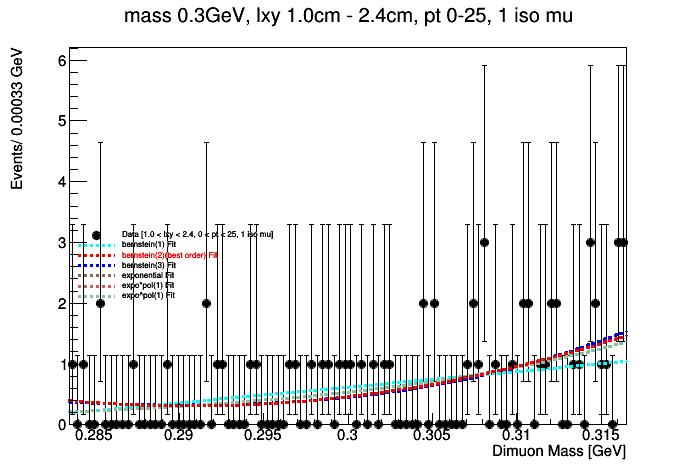 mass 0.3GeV, lxy 1.0cm - 2.4cm, pt 0-25, 1 iso mu
Events/ 0.00033 GeV
6
5
4
3
2
1
0
Data [1.0 < lxy < 2.4, 0 < pt < 25, 1 iso mu]
bernstein(1) Fit
bernstein(2)(best order) Fit
bernstein(3) Fit
exponential Fit
expo*pol(1) Fit
expo*pol(1) Fit
0.285 0.29 0.295 0.3 0.305 0.31 0.315
Dimuon Mass [GeV]